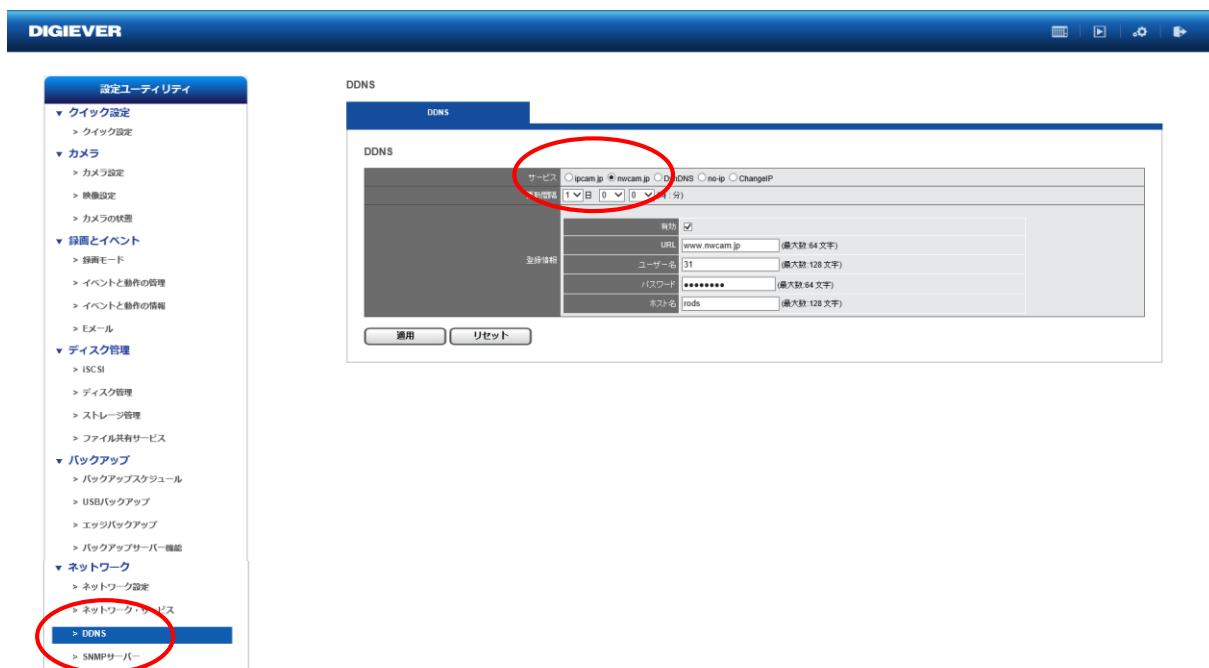 DIGIEVER
設定ユーティリティ
▼ クイック設定
> クイック設定
▼ カメラ
> カメラ設定
> 映像設定
> カメラの状態
▼ 録画とイベント
> 録画モード
> イベントと動作の管理
> イベントと動作の情報
> Eメール
▼ ディスク管理
> iSCSI
> ディスク管理
> ストレージ管理
> ファイル共有サービス
▼ バックアップ
> バックアップスケジュール
> USBバックアップ
> エッジバックアップ
> バックアップサーバー機能
▼ ネットワーク
> ネットワーク設定
> ネットワーク・サービス
> DDNS
> SNMPサーバー
DDNS
DDNS
DDNS
サービス ipcam.jp nwcam.jp DynDNS no-ip ChangeIP
間隔 1 日 0 0 分)
登録情報
有効
URL www.nwcam.jp (最大数:64 文字)
ユーザー名 31 (最大数:128 文字)
パスワード ●●●●●●●● (最大数:64 文字)
ホスト名 rods (最大数:128 文字)
適用 リセット